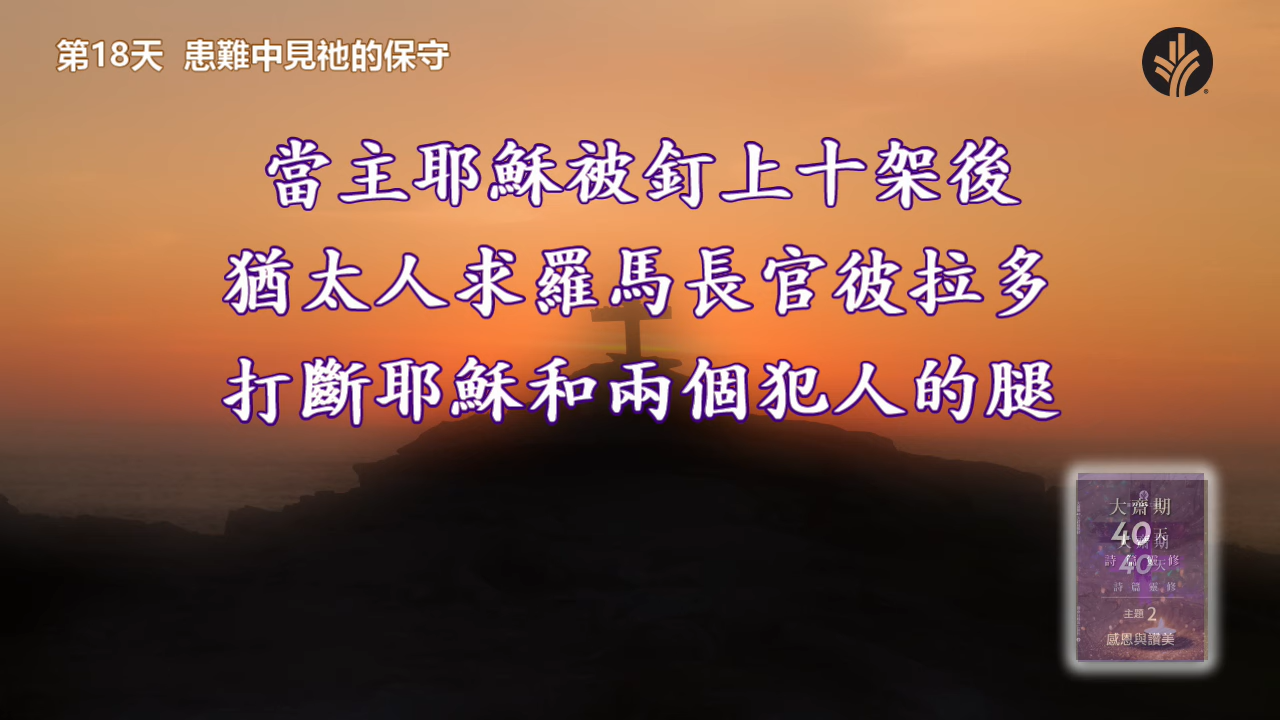 第18天 患難中見祂的保守
當主耶穌被釘上十架後
猶太人求羅馬長官彼拉多
打斷耶穌和兩個犯人的腿
大齋期
40天
詩篇靈修
主題2
感恩與讚美